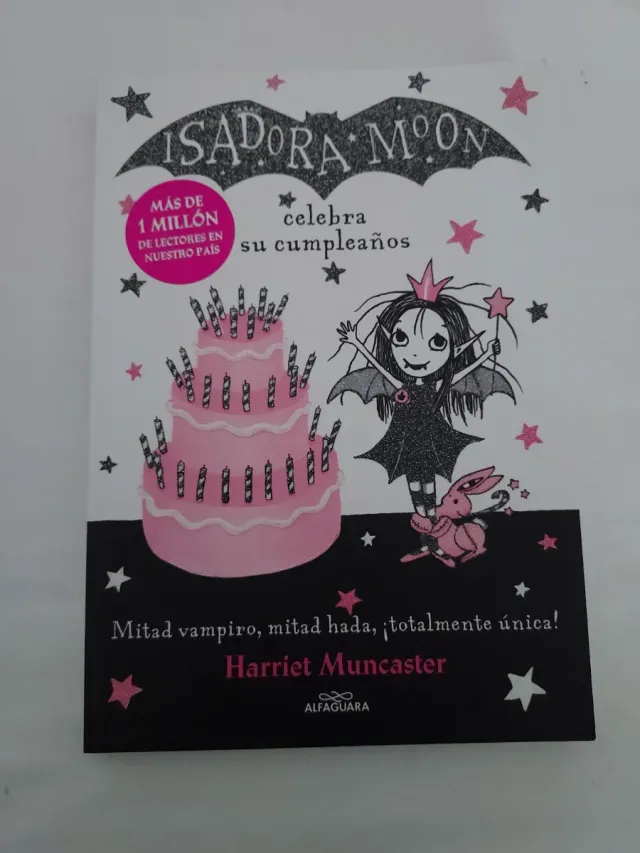 ISADORA MOON
MÁS DE
1 MILLÓN
DE LECTORES EN
NUESTRO PAÍS
celebra
su cumpleaños
Mitad vampiro, mitad hada, ¡totalmente única!
Harriet Muncaster
ALFAGUARA